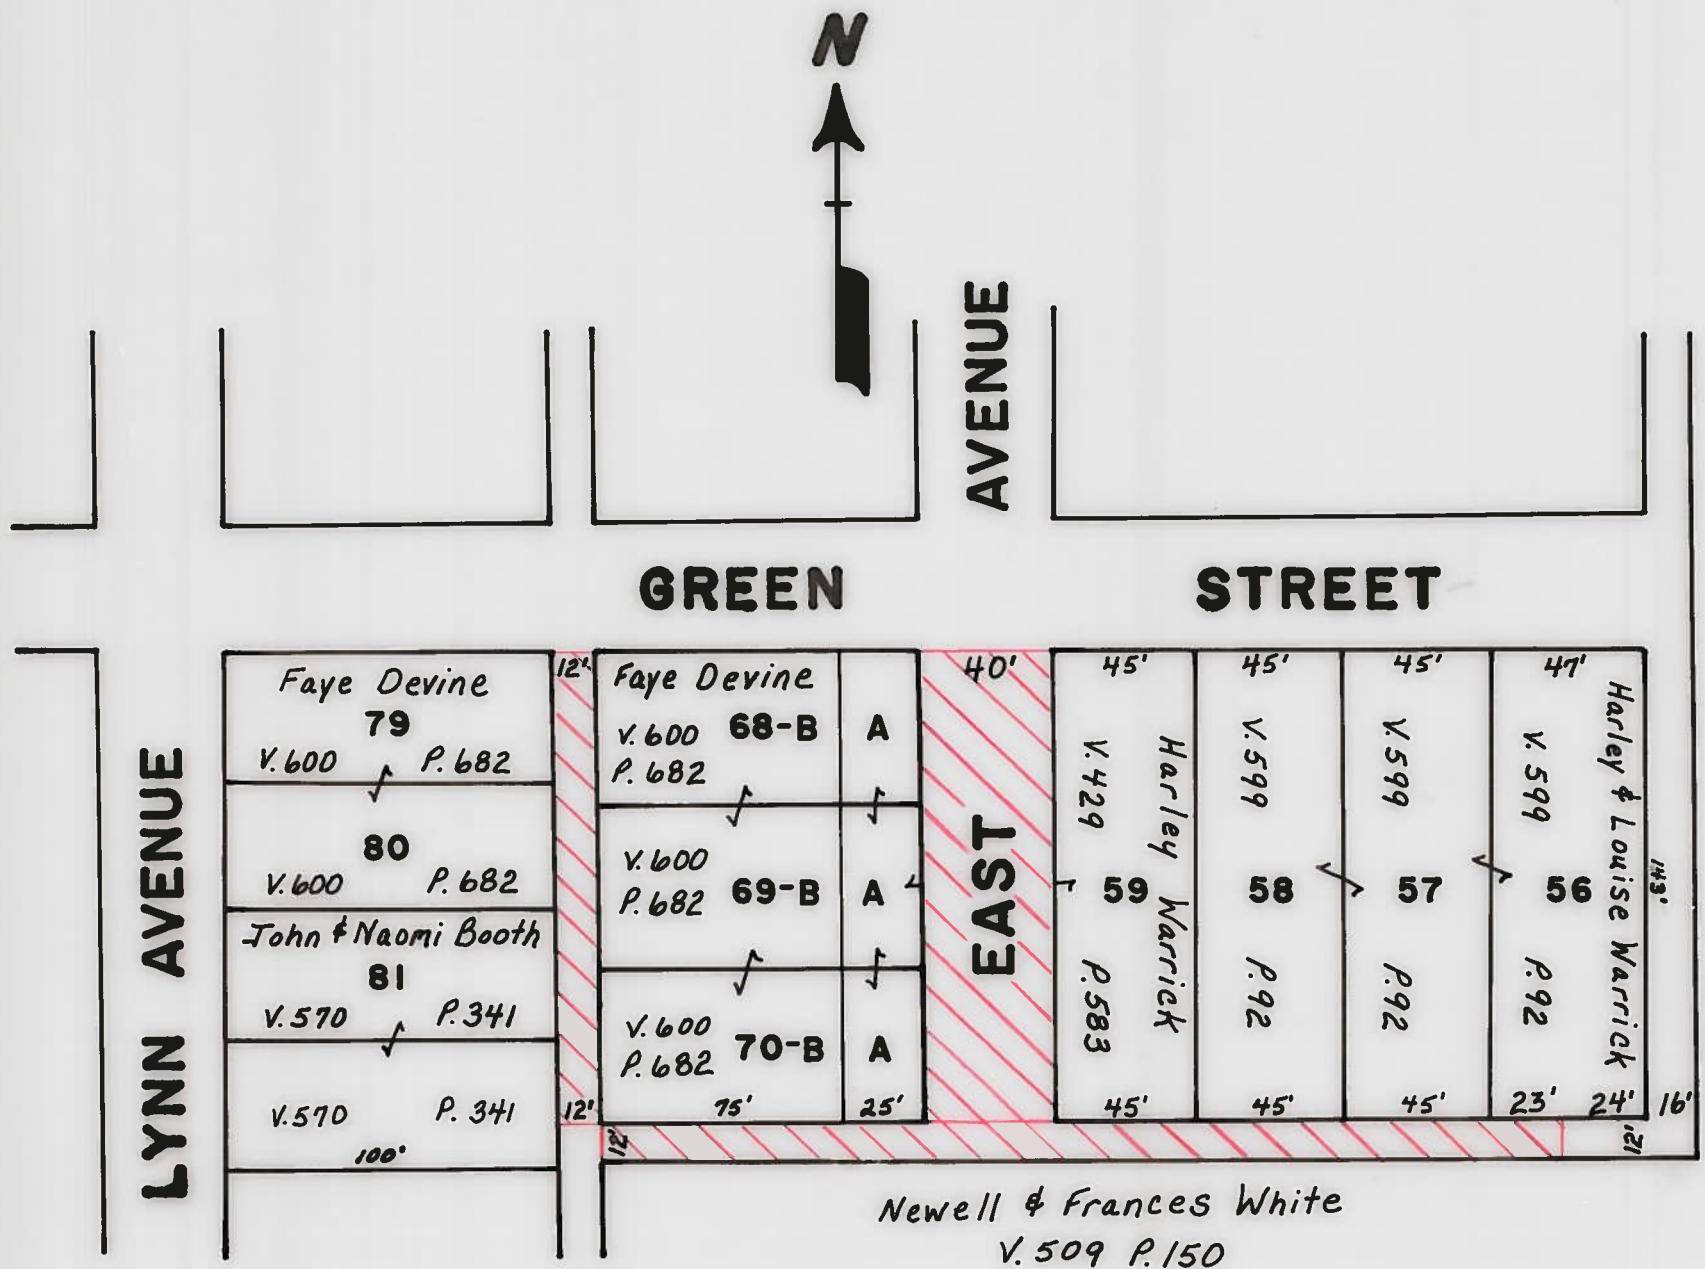 N
AVENUE
GREEN STREET
LYNN AVENUE
Faye Devine
79
V.600 P.682
80
V.600 P.682
John & Naomi Booth
81
V.570 P.341
V.570 P.341
100'
12'
12'
Faye Devine
V.600 68-B A
P.682
V.600
P.682 69-B A
V.600
P.682 70-B A
75' 25'
12'
40'
EAST
45' 45' 45' 47'
V.429 P.583
Harley Warrick
59
V.599 P.92
58
V.599 P.92
57
V.599 P.92
56
Harley & Louise Warrick
143'
45' 45' 45' 23' 24' 16'
12'
Newell & Frances White
V.509 P.150